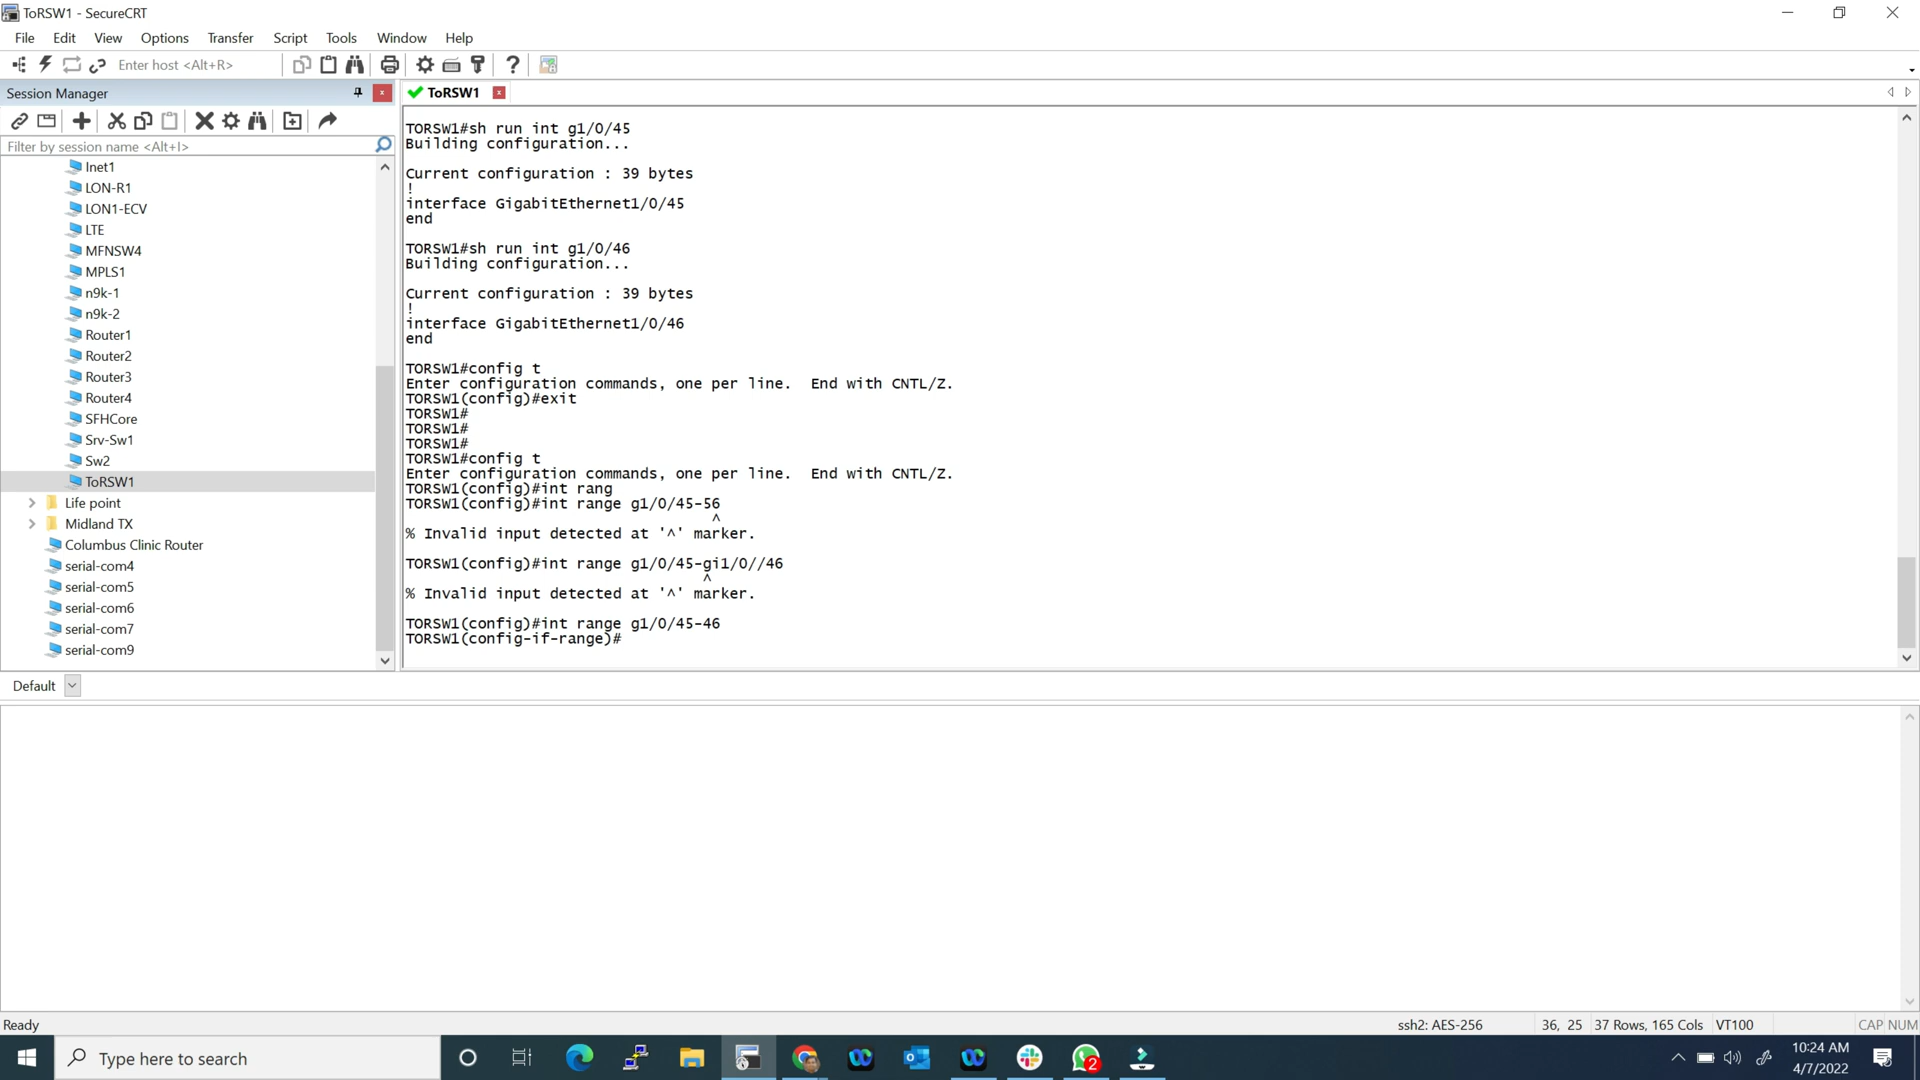 ToRSW1 - SecureCRT
File Edit View Options Transfer Script Tools Window Help
Enter host <Alt+R>
Session Manager
Filter by session name <Alt+I>
Inet1
LON-R1
LON1-ECV
LTE
MFNSW4
MPLS1
n9k-1
n9k-2
Router1
Router2
Router3
Router4
SFHCore
Srv-Sw1
Sw2
ToRSW1
Life point
Midland TX
Columbus Clinic Router
serial-com4
serial-com5
serial-com6
serial-com7
serial-com9
ToRSW1
TORSW1#sh run int g1/0/45
Building configuration...
Current configuration : 39 bytes
!
interface GigabitEthernet1/0/45
end
TORSW1#sh run int g1/0/46
Building configuration...
Current configuration : 39 bytes
!
interface GigabitEthernet1/0/46
end
TORSW1#config t
Enter configuration commands, one per line.  End with CNTL/Z.
TORSW1(config)#exit
TORSW1#
TORSW1#
TORSW1#
TORSW1#config t
Enter configuration commands, one per line.  End with CNTL/Z.
TORSW1(config)#int rang
TORSW1(config)#int range g1/0/45-56
^
% Invalid input detected at '^' marker.
TORSW1(config)#int range g1/0/45-gi1/0//46
^
% Invalid input detected at '^' marker.
TORSW1(config)#int range g1/0/45-46
TORSW1(config-if-range)#
Default
Ready
ssh2: AES-256 36, 25 37 Rows, 165 Cols VT100 CAP NUM
Type here to search
2
10:24 AM
4/7/2022